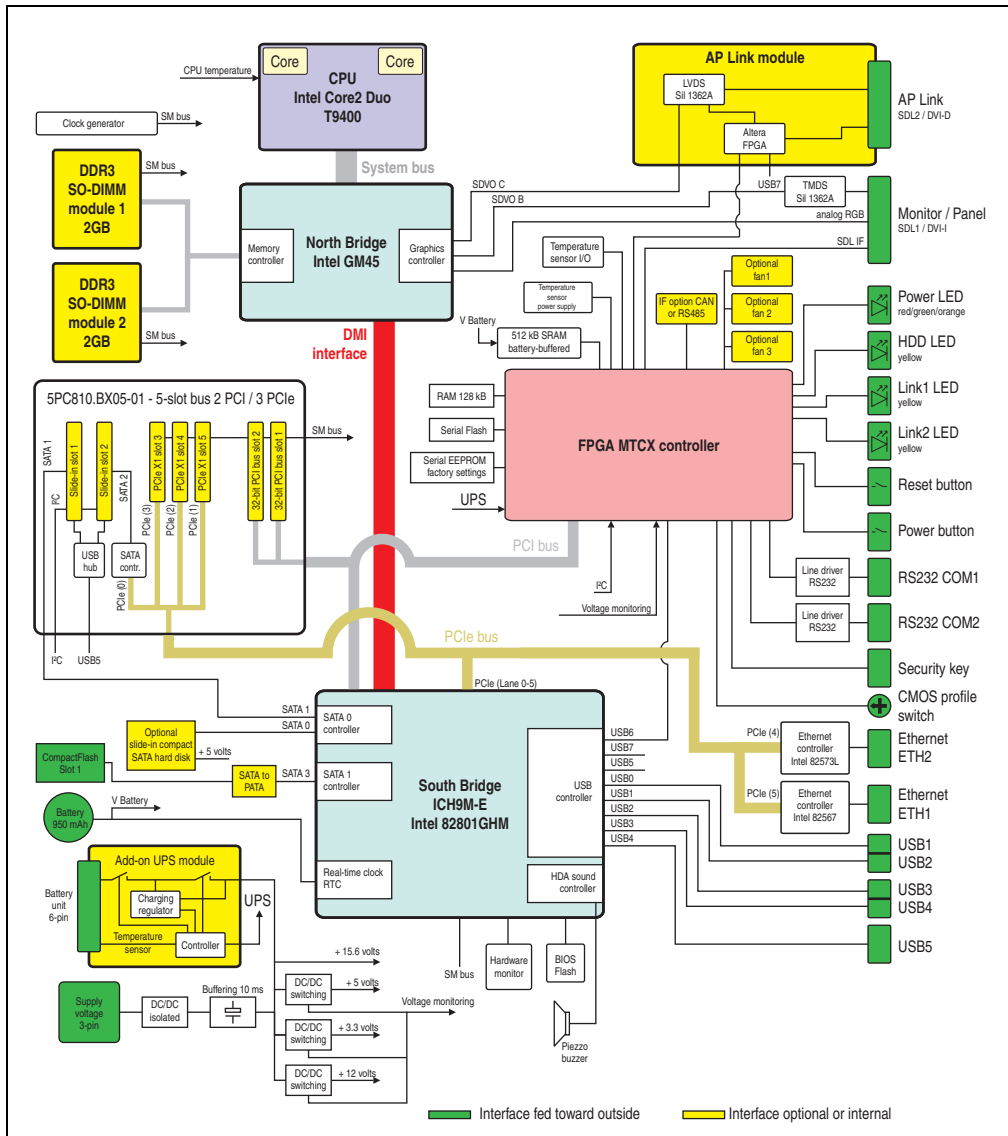 Core
Core
CPU
Intel Core2 Duo
T9400
CPU temperature
Clock generator
SM bus
DDR3
SO-DIMM
module 1
2GB
SM bus
DDR3
SO-DIMM
module 2
2GB
SM bus
System bus
Memory
controller
North Bridge
Intel GM45
Graphics
controller
DMI
interface
SDVO C
SDVO B
AP Link module
LVDS
Sil 1362A
Altera
FPGA
USB7
TMDS
Sil 1362A
analog RGB
SDL IF
AP Link
SDL2 / DVI-D
Monitor / Panel
SDL1 / DVI-I
Temperature
sensor I/O
Temperature
sensor
power supply
V Battery
512 kB SRAM
battery-buffered
IF option CAN
or RS485
Optional
fan1
Optional
fan 2
Optional
fan 3
RAM 128 kB
Serial Flash
Serial EEPROM
factory settings
UPS
FPGA MTCX controller
Power LED
red/green/orange
HDD LED
yellow
Link1 LED
yellow
Link2 LED
yellow
Reset button
Power button
Line driver
RS232
RS232 COM1
Line driver
RS232
RS232 COM2
Security key
CMOS profile
switch
5PC810.BX05-01 - 5-slot bus 2 PCI / 3 PCIe
SATA 1
Slide-in slot 1
Slide-in slot 2
I²C
SATA 2
PCIe X1 slot 3
PCIe X1 slot 4
PCIe X1 slot 5
PCIe (3)
PCIe (2)
PCIe (1)
32-bit PCI bus slot 2
32-bit PCI bus slot 1
SM bus
USB
hub
SATA
contr.
PCIe (0)
I²C
USB5
PCI bus
I²C
Voltage monitoring
PCIe bus
PCIe (Lane 0-5)
PCIe (4)
Ethernet
controller
Intel 82573L
Ethernet
ETH2
PCIe (5)
Ethernet
controller
Intel 82567
Ethernet
ETH1
SATA 1
SATA 0
SATA 0
controller
Optional
slide-in compact
SATA hard disk
+ 5 volts
CompactFlash
Slot 1
SATA to
PATA
SATA 3
SATA 1
controller
South Bridge
ICH9M-E
Intel 82801GHM
USB
controller
USB6
USB7
USB5
USB0
USB1
USB2
USB3
USB4
USB1
USB2
USB3
USB4
USB5
Battery
950 mAh
V Battery
Real-time clock
RTC
HDA sound
controller
Add-on UPS module
Battery
unit
6-pin
Charging
regulator
UPS
Temperature
sensor
Controller
SM bus
Hardware
monitor
BIOS
Flash
Piezzo
buzzer
Supply
voltage
3-pin
DC/DC
isolated
Buffering 10 ms
+ 15.6 volts
DC/DC
switching
+ 5 volts
Voltage monitoring
DC/DC
switching
+ 3.3 volts
DC/DC
switching
+ 12 volts
Interface fed toward outside
Interface optional or internal